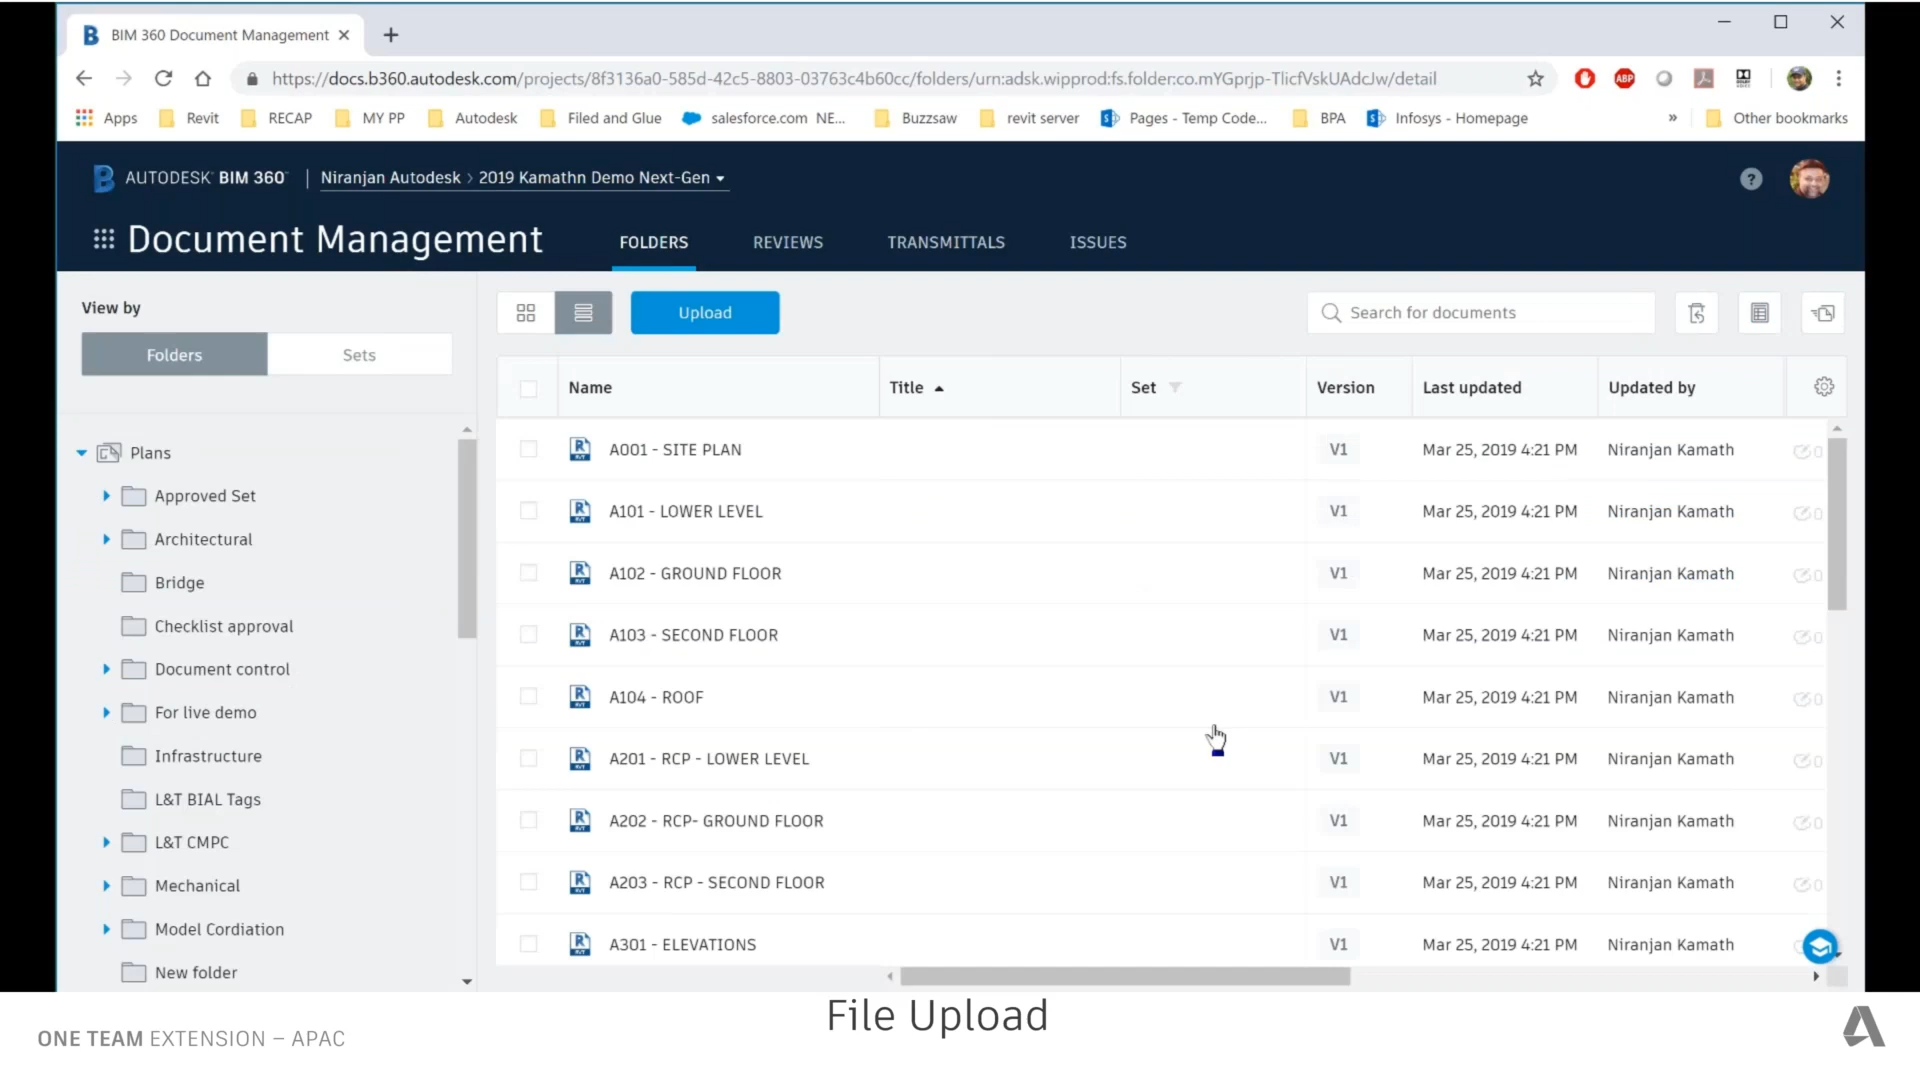 BIM 360 Document Management
https://docs.b360.autodesk.com/projects/8f3136a0-585d-42c5-8803-03763c4b60cc/folders/urn:adsk.wipprod:fs.folder:co.mYGprjp-TlicfVskUAdcJw/detail
ABP
Apps Revit RECAP MY PP Autodesk Filed and Glue salesforce.com NE... Buzzsaw revit server Pages - Temp Code... BPA Infosys - Homepage » Other bookmarks
AUTODESK BIM 360 | Niranjan Autodesk > 2019 Kamathn Demo Next-Gen
Document Management FOLDERS REVIEWS TRANSMITTALS ISSUES
View by
Folders Sets
Upload
Search for documents
Name Title Set Version Last updated Updated by
Plans
Approved Set
Architectural
Bridge
Checklist approval
Document control
For live demo
Infrastructure
L&T BIAL Tags
L&T CMPC
Mechanical
Model Cordiation
New folder
A001 - SITE PLAN V1 Mar 25, 2019 4:21 PM Niranjan Kamath 0
A101 - LOWER LEVEL V1 Mar 25, 2019 4:21 PM Niranjan Kamath 0
A102 - GROUND FLOOR V1 Mar 25, 2019 4:21 PM Niranjan Kamath 0
A103 - SECOND FLOOR V1 Mar 25, 2019 4:21 PM Niranjan Kamath 0
A104 - ROOF V1 Mar 25, 2019 4:21 PM Niranjan Kamath 0
A201 - RCP - LOWER LEVEL V1 Mar 25, 2019 4:21 PM Niranjan Kamath 0
A202 - RCP- GROUND FLOOR V1 Mar 25, 2019 4:21 PM Niranjan Kamath 0
A203 - RCP - SECOND FLOOR V1 Mar 25, 2019 4:21 PM Niranjan Kamath 0
A301 - ELEVATIONS V1 Mar 25, 2019 4:21 PM Niranjan Kamath
File Upload
ONE TEAM EXTENSION – APAC